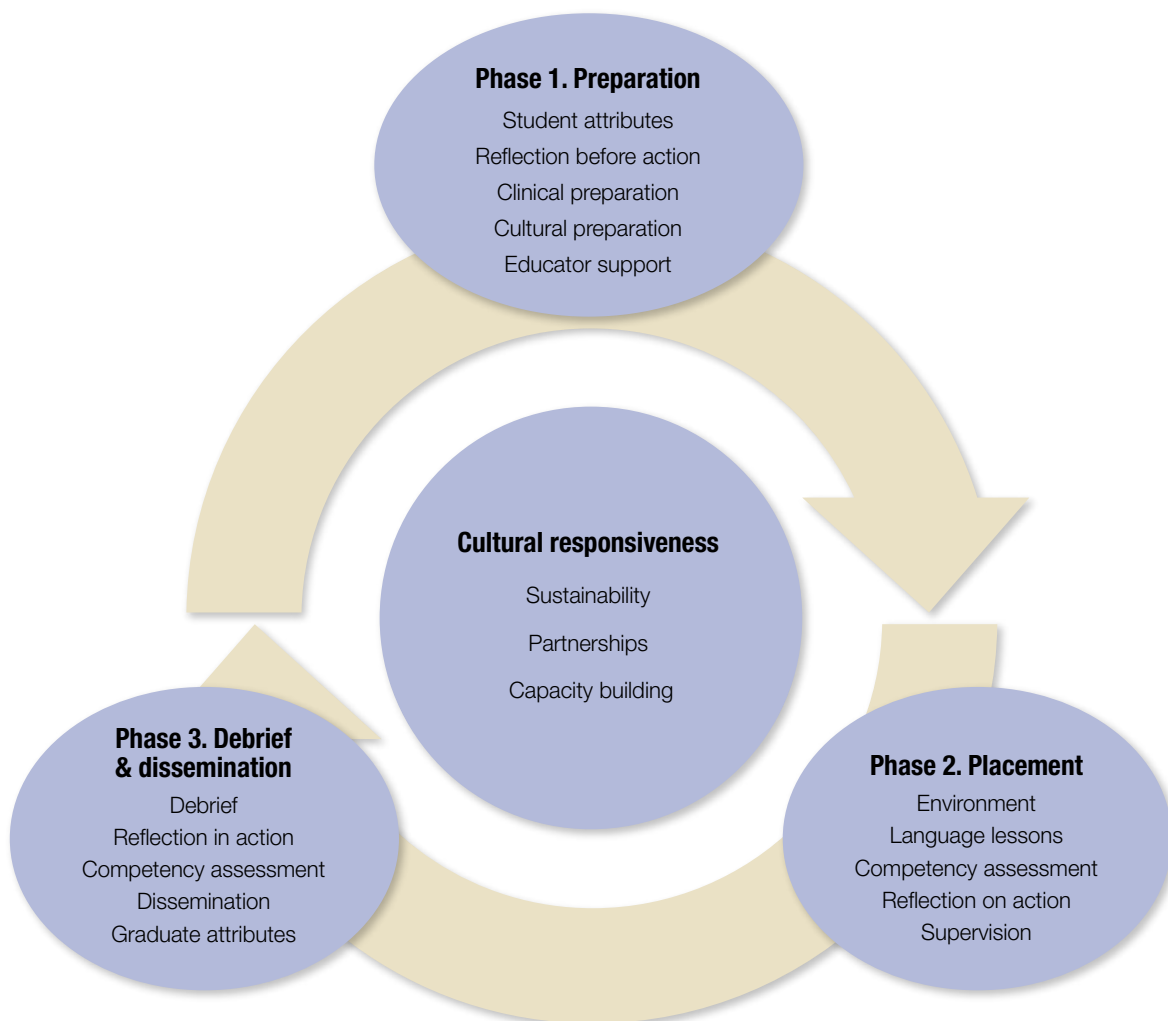 Phase 1. Preparation
Student attributes
Reflection before action
Clinical preparation
Cultural preparation
Educator support
Cultural responsiveness
Sustainability
Partnerships
Capacity building
Phase 3. Debrief
& dissemination
Debrief
Reflection in action
Competency assessment
Dissemination
Graduate attributes
Phase 2. Placement
Environment
Language lessons
Competency assessment
Reflection on action
Supervision